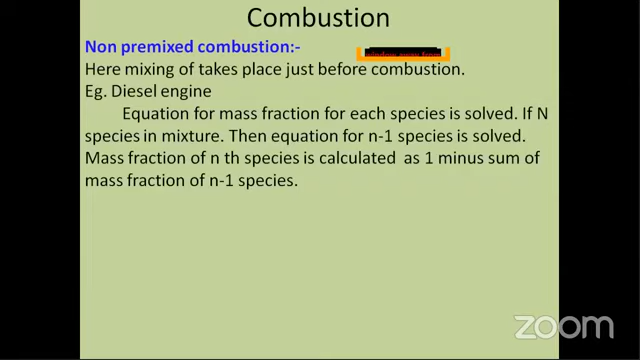 Combustion
Non premixed combustion:-
Here mixing of takes place just before combustion.
Eg. Diesel engine
Equation for mass fraction for each species is solved. If N
species in mixture. Then equation for n-1 species is solved.
Mass fraction of n th species is calculated as 1 minus sum of
mass fraction of n-1 species.
zoom